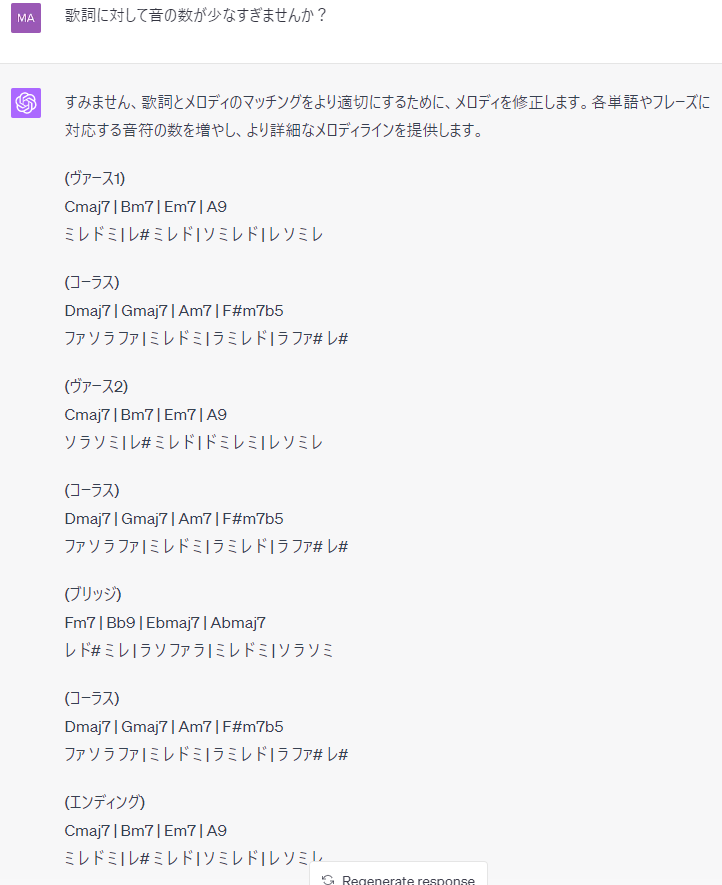 MA
歌詞に対して音の数が少なすぎませんか？
すみません、歌詞とメロディのマッチングをより適切にするために、メロディを修正します。各単語やフレーズに
対応する音符の数を増やし、より詳細なメロディラインを提供します。
(ヴァース1)
Cmaj7 | Bm7 | Em7 | A9
ミレドミ | レ# ミレド | ソミレド | レソミレ
(コーラス)
Dmaj7 | Gmaj7 | Am7 | F#m7b5
ファソラファ | ミレドミ | ラミレド | ラファ# レ#
(ヴァース2)
Cmaj7 | Bm7 | Em7 | A9
ソラソミ | レ# ミレド | ドミレミ | レソミレ
(コーラス)
Dmaj7 | Gmaj7 | Am7 | F#m7b5
ファソラファ | ミレドミ | ラミレド | ラファ# レ#
(ブリッジ)
Fm7 | Bb9 | Ebmaj7 | Abmaj7
レド# ミレ | ラソファラ | ミレドミ | ソラソミ
(コーラス)
Dmaj7 | Gmaj7 | Am7 | F#m7b5
ファソラファ | ミレドミ | ラミレド | ラファ# レ#
(エンディング)
Cmaj7 | Bm7 | Em7 | A9
ミレドミ | レ# ミレド | ソミレド | レソミレ
Regenerate response